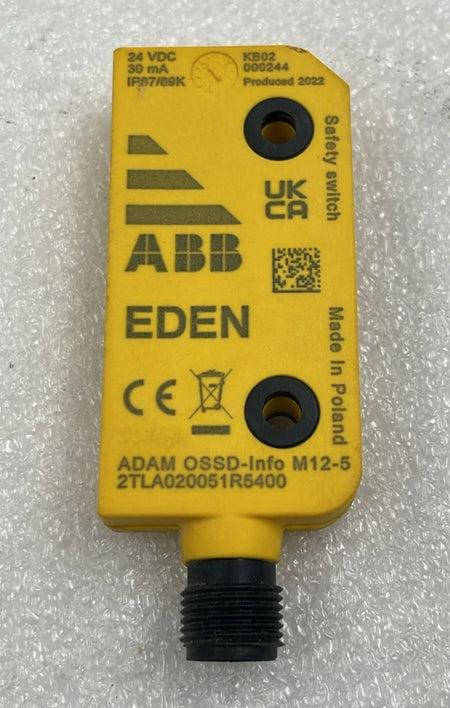 24 VDC
30 mA
IP67/69K
KB02
000244
Produced 2022
Safety switch
UK
CA
ABB
EDEN
Made in Poland
CE
ADAM OSSD-Info M12-5
2TLA020051R5400